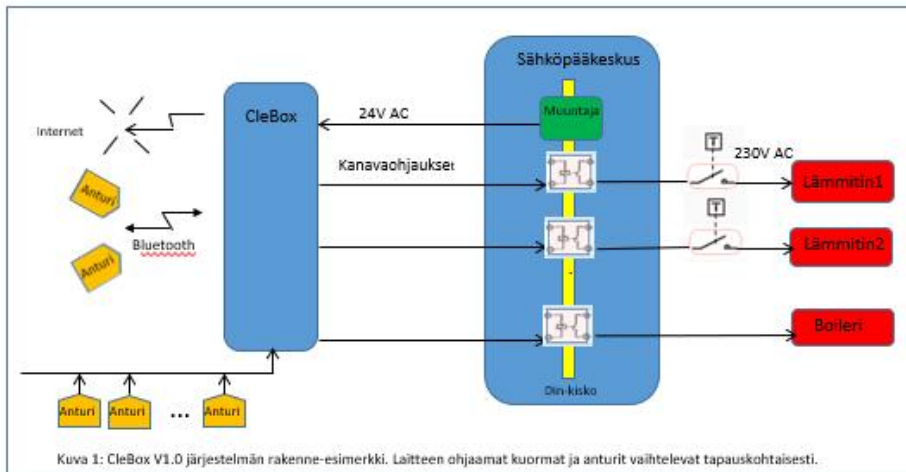 Sähköpääkeskus
CleBox
Muuntaja
24V AC
Internet
Kanavaohjaukset
T
230V AC
Lämmitin1
Anturi
Bluetooth
Anturi
T
Lämmitin2
Boileri
Din-kisko
Anturi
Anturi
...
Anturi
Kuva 1: CleBox V1.0 järjestelmän rakenne-esimerkki. Laitteen ohjaamat kuormat ja anturit vaihtelevat tapauskohtaisesti.